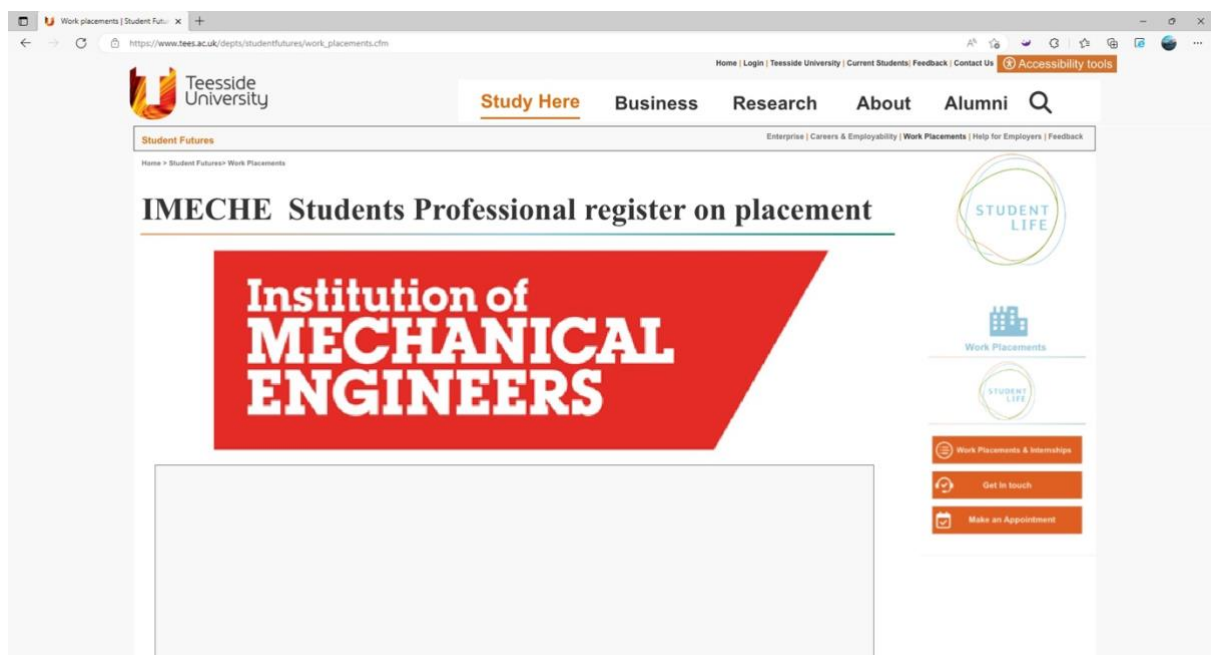 Work placements | Student Futur
https://www.tees.ac.uk/depts/studentfutures/work_placements.cfm
Home | Login | Teesside University | Current Students| Feedback | Contact Us
Accessibility tools
Teesside
University
Study Here Business Research About Alumni
Student Futures
Enterprise | Careers & Employability | Work Placements | Help for Employers | Feedback
Home > Student Futures> Work Placements
IMECHE Students Professional register on placement
STUDENT
LIFE
Institution of
MECHANICAL
ENGINEERS
Work Placements
STUDENT
LIFE
Work Placements & Internships
Get In touch
Make an Appointment